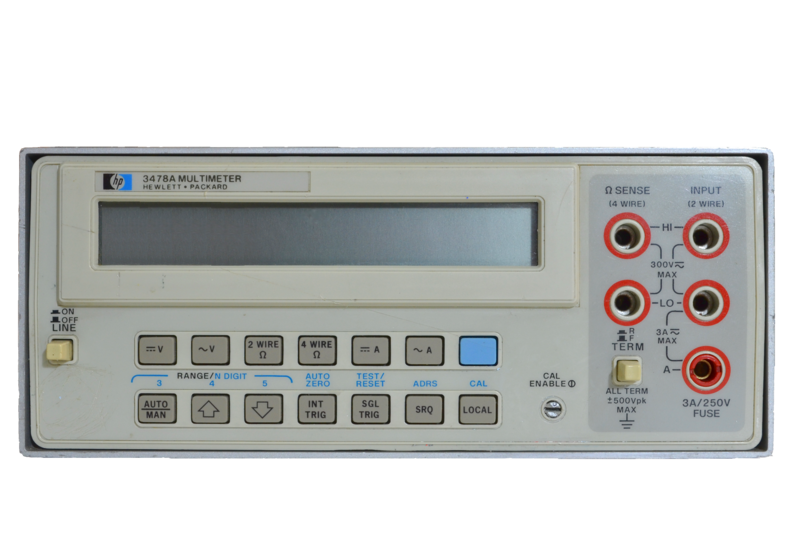 hp
3478A MULTIMETER
HEWLETT • PACKARD
Ω SENSE
(4 WIRE)
INPUT
(2 WIRE)
HI
300V⎓
MAX
LO
3A⎓
MAX
A
3A/250V
FUSE
R
F
TERM
ALL TERM
±500Vpk
MAX
ON
OFF
LINE
⎓ V
~ V
2 WIRE
Ω
4 WIRE
Ω
⎓ A
~ A
RANGE/N DIGIT
3 4 5
AUTO
ZERO
TEST/
RESET
ADRS
CAL
AUTO
MAN
INT
TRIG
SGL
TRIG
SRQ
LOCAL
CAL
ENABLE